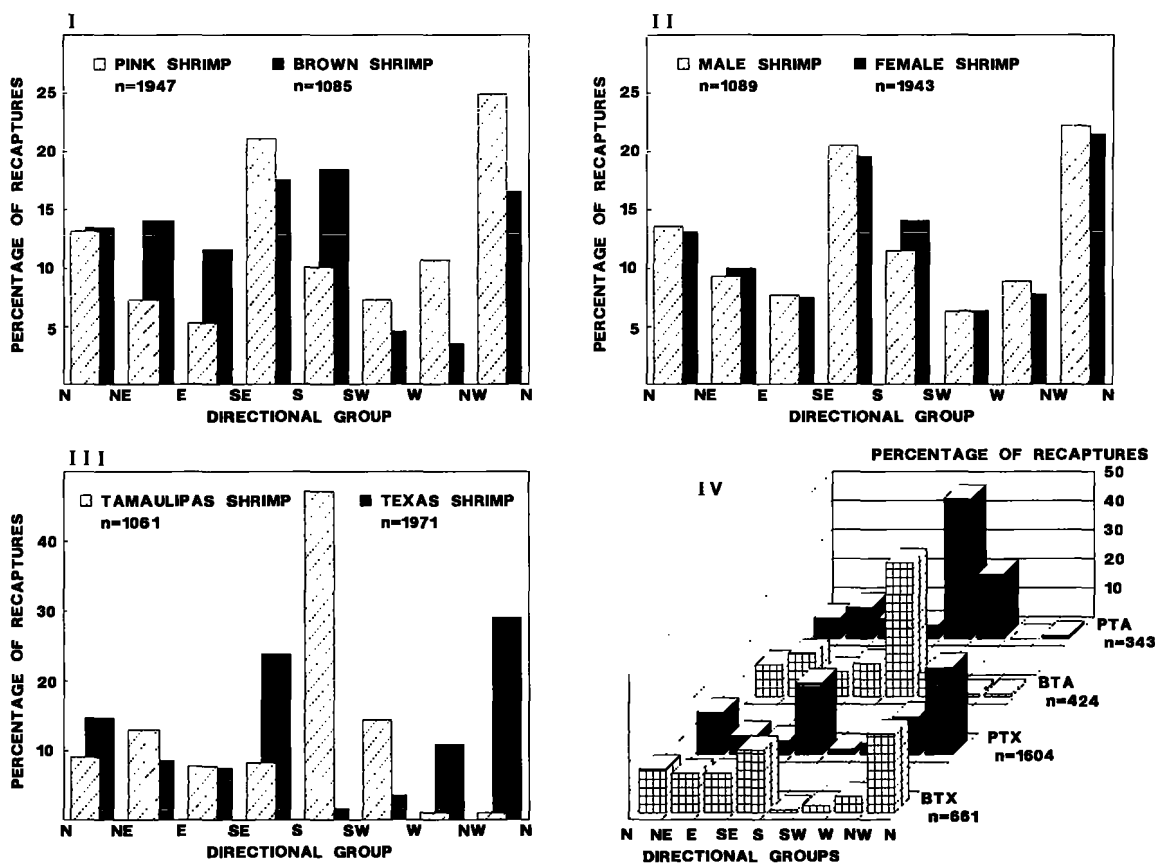 I
PINK SHRIMP BROWN SHRIMP
n=1947 n=1085
PERCENTAGE OF RECAPTURES
25
20
15
10
5
N NE E SE S SW W NW N
DIRECTIONAL GROUP
II
MALE SHRIMP FEMALE SHRIMP
n=1089 n=1943
PERCENTAGE OF RECAPTURES
25
20
15
10
5
N NE E SE S SW W NW N
DIRECTIONAL GROUP
III
TAMAULIPAS SHRIMP TEXAS SHRIMP
n=1061 n=1971
PERCENTAGE OF RECAPTURES
40
30
20
10
N NE E SE S SW W NW N
DIRECTIONAL GROUP
PERCENTAGE OF RECAPTURES
IV
50
40
30
20
10
PTA
n=343
BTA
n=424
PTX
n=1604
BTX
n=661
N NE E SE S SW W NW N
DIRECTIONAL GROUPS